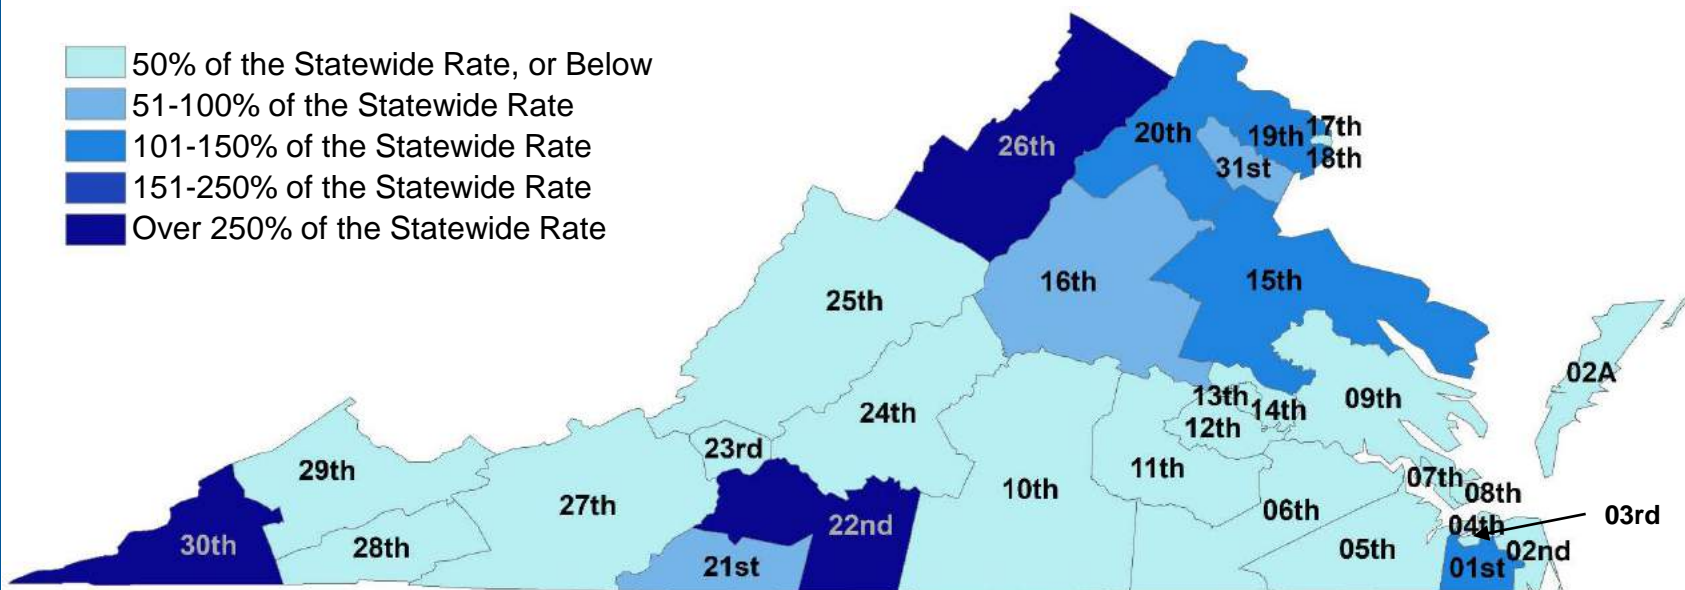 50% of the Statewide Rate, or Below
51-100% of the Statewide Rate
101-150% of the Statewide Rate
151-250% of the Statewide Rate
Over 250% of the Statewide Rate
26th
20th
19th
17th
18th
31st
16th
15th
25th
02A
24th
13th
14th
09th
12th
23rd
29th
11th
07th
08th
10th
27th
06th
03rd
04th
22nd
30th
28th
05th
02nd
21st
01st